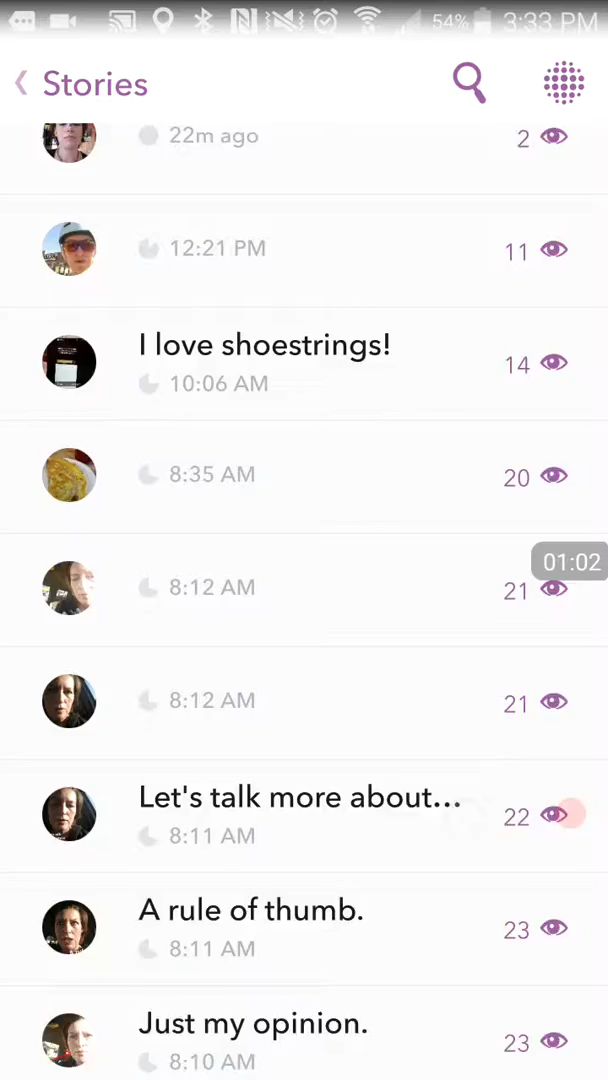 54% 3:33 PM
Stories
22m ago 2
12:21 PM 11
I love shoestrings!
10:06 AM 14
8:35 AM 20
01:02
8:12 AM 21
8:12 AM 21
Let's talk more about...
8:11 AM 22
A rule of thumb.
8:11 AM 23
Just my opinion.
8:10 AM 23